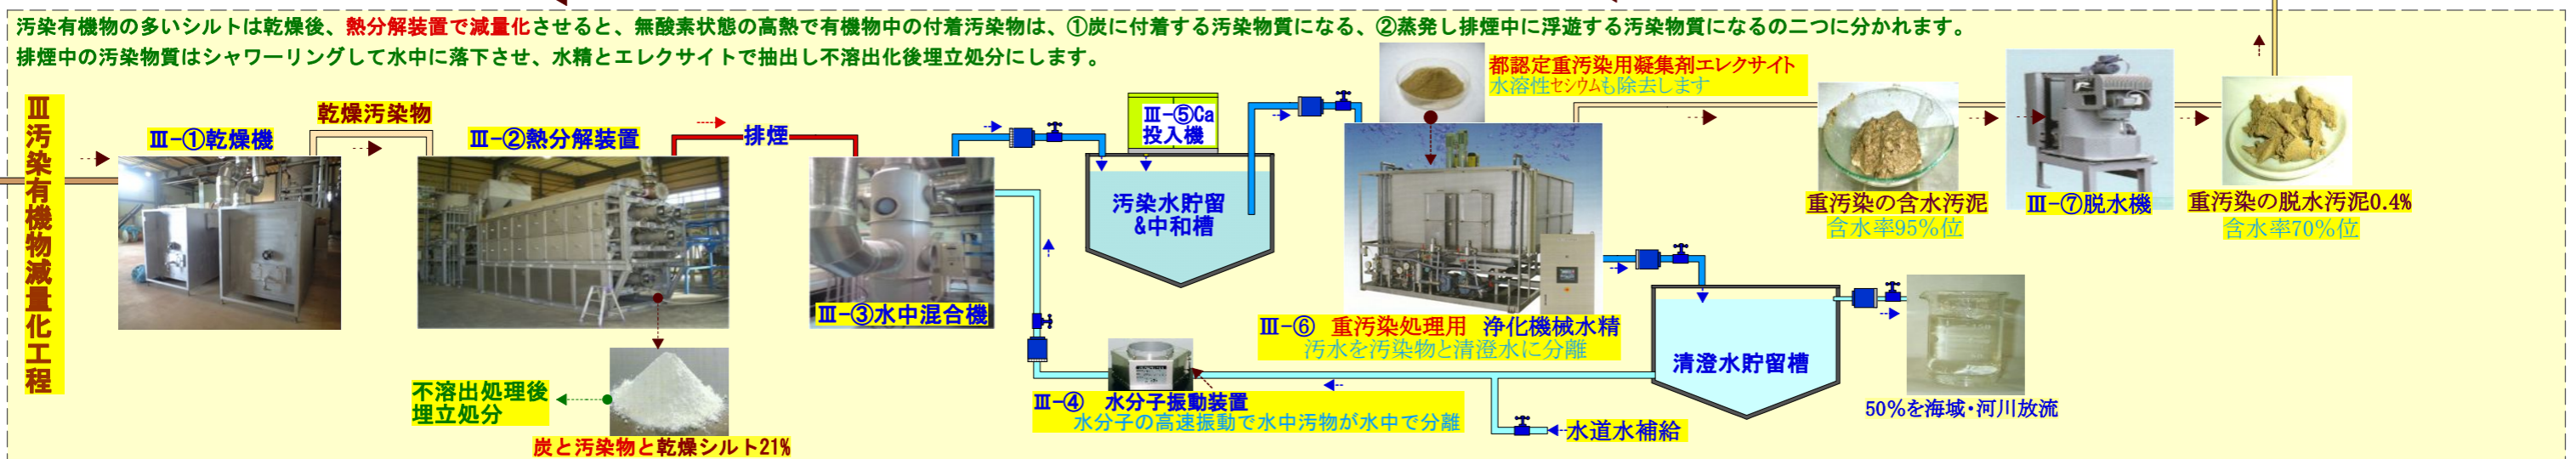 汚染有機物の多いシルトは乾燥後、熱分解装置で減量化させると、無酸素状態の高熱で有機物中の付着汚染物は、①炭に付着する汚染物質になる、②蒸発し排煙中に浮遊する汚染物質になるの二つに分かれます。
排煙中の汚染物質はシャワーリングして水中に落下させ、水精とエレクサイトで抽出し不溶出化後埋立処分にします。
Ⅲ汚染有機物減量化工程
Ⅲ-①乾燥機
乾燥汚染物
Ⅲ-②熱分解装置
排煙
Ⅲ-③水中混合機
Ⅲ-⑤Ca
投入機
汚染水貯留
&中和槽
都認定重汚染用凝集剤エレクサイト
水溶性セシウムも除去します
Ⅲ-⑥ 重汚染処理用 浄化機械水精
汚水を汚染物と清澄水に分離
重汚染の含水汚泥
含水率95%位
Ⅲ-⑦脱水機
重汚染の脱水汚泥0.4%
含水率70%位
清澄水貯留槽
50%を海域・河川放流
Ⅲ-④ 水分子振動装置
水分子の高速振動で水中汚物が水中で分離
水道水補給
不溶出処理後
埋立処分
炭と汚染物と乾燥シルト21%